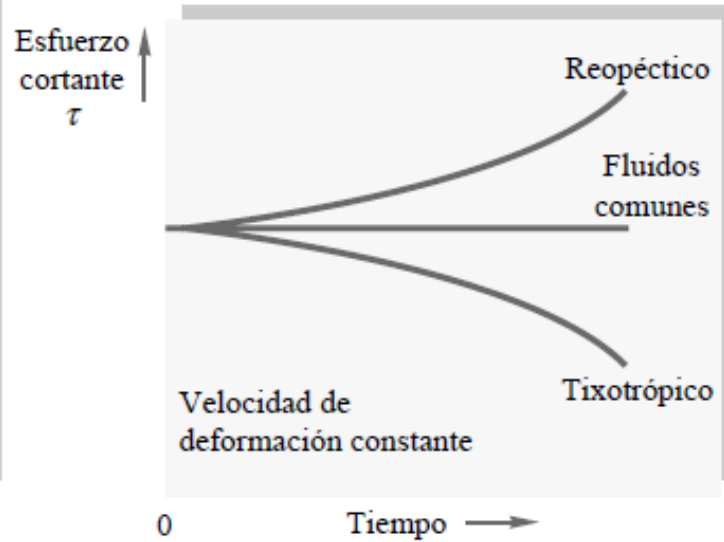 Esfuerzo
cortante
τ
Reopéctico
Fluidos
comunes
Tixotrópico
Velocidad de
deformación constante
0
Tiempo